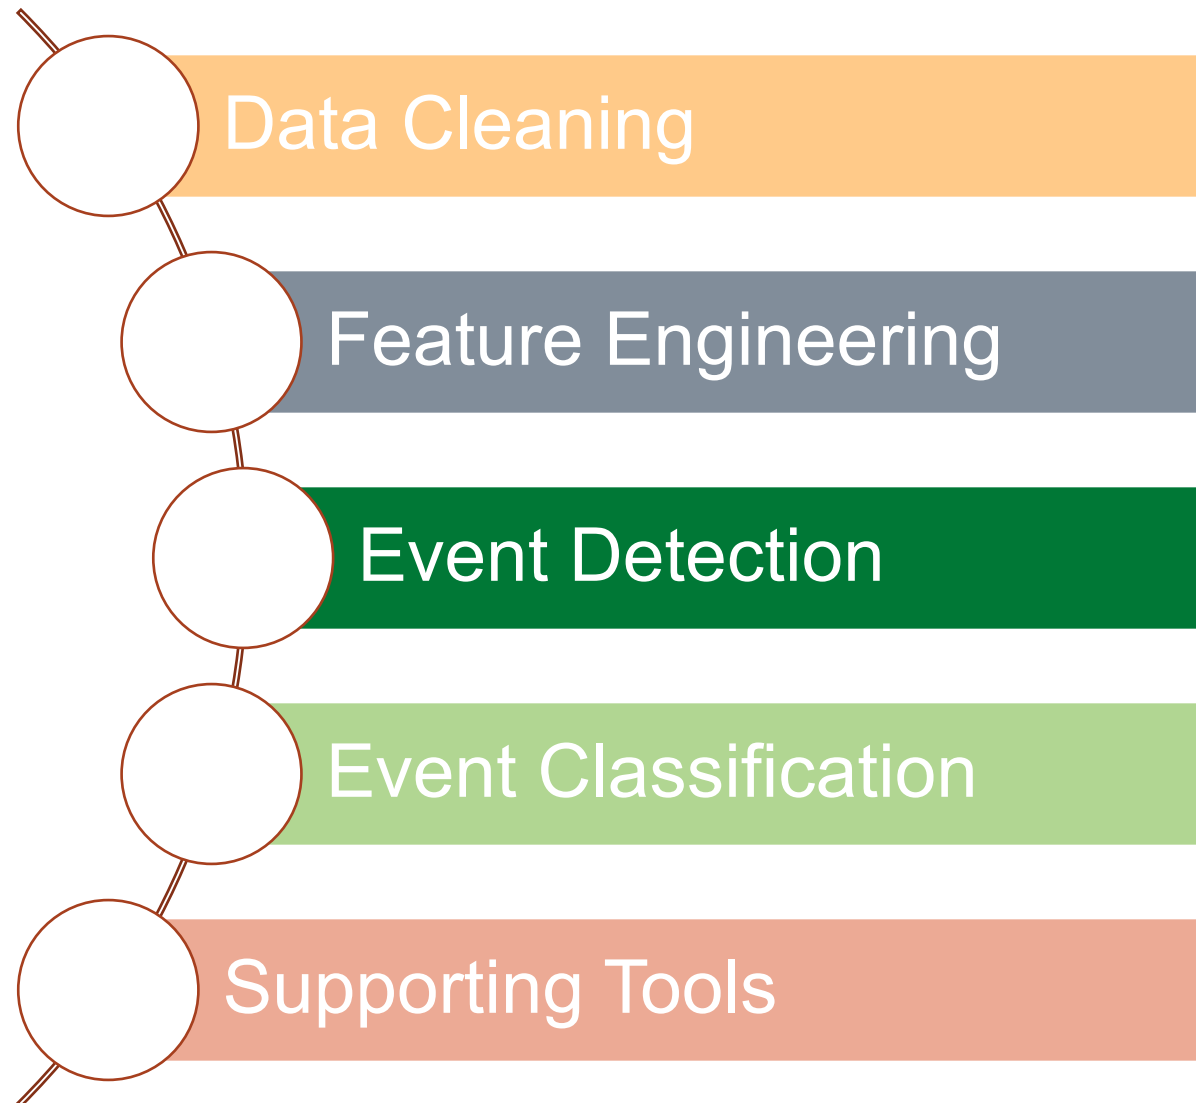 Data Cleaning
Feature Engineering
Event Detection
Event Classification
Supporting Tools